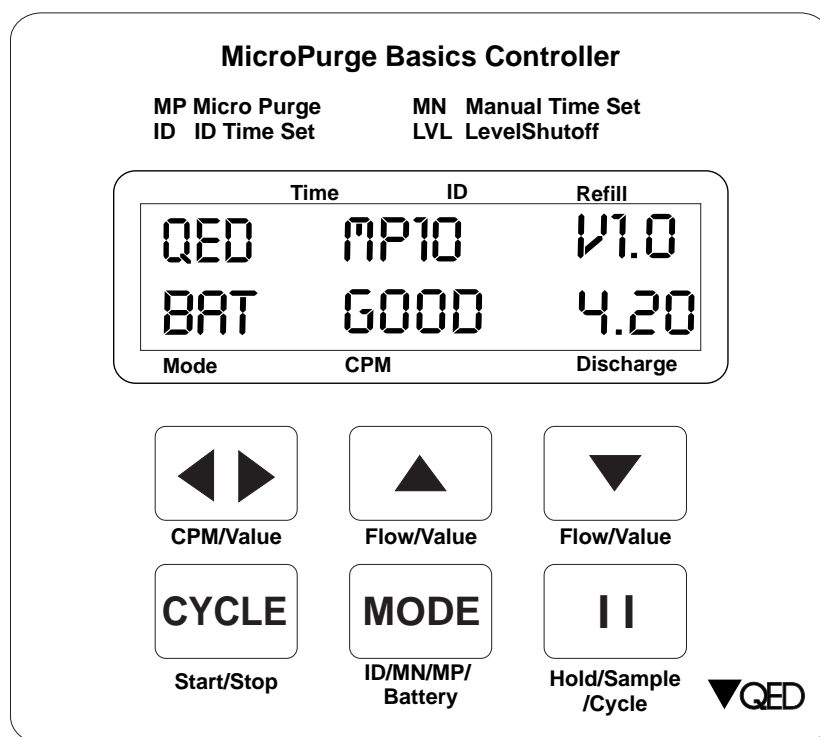 MicroPurge Basics Controller
MP Micro Purge MN Manual Time Set
ID ID Time Set LVL LevelShutoff
Time ID Refill
QED MP10 V1.0
BAT GOOD 4.20
Mode CPM Discharge
CPM/Value Flow/Value Flow/Value
CYCLE MODE II
Start/Stop ID/MN/MP/ Hold/Sample
Battery /Cycle
QED